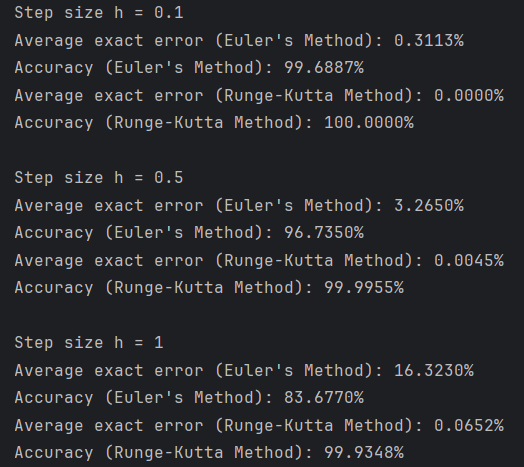 Step size h = 0.1
Average exact error (Euler's Method): 0.3113%
Accuracy (Euler's Method): 99.6887%
Average exact error (Runge-Kutta Method): 0.0000%
Accuracy (Runge-Kutta Method): 100.0000%

Step size h = 0.5
Average exact error (Euler's Method): 3.2650%
Accuracy (Euler's Method): 96.7350%
Average exact error (Runge-Kutta Method): 0.0045%
Accuracy (Runge-Kutta Method): 99.9955%

Step size h = 1
Average exact error (Euler's Method): 16.3230%
Accuracy (Euler's Method): 83.6770%
Average exact error (Runge-Kutta Method): 0.0652%
Accuracy (Runge-Kutta Method): 99.9348%